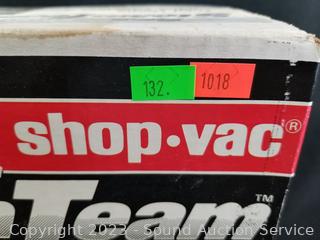 132. 1018
shop·vac®
Team™
Copyright 2023 - Sound Auction Service